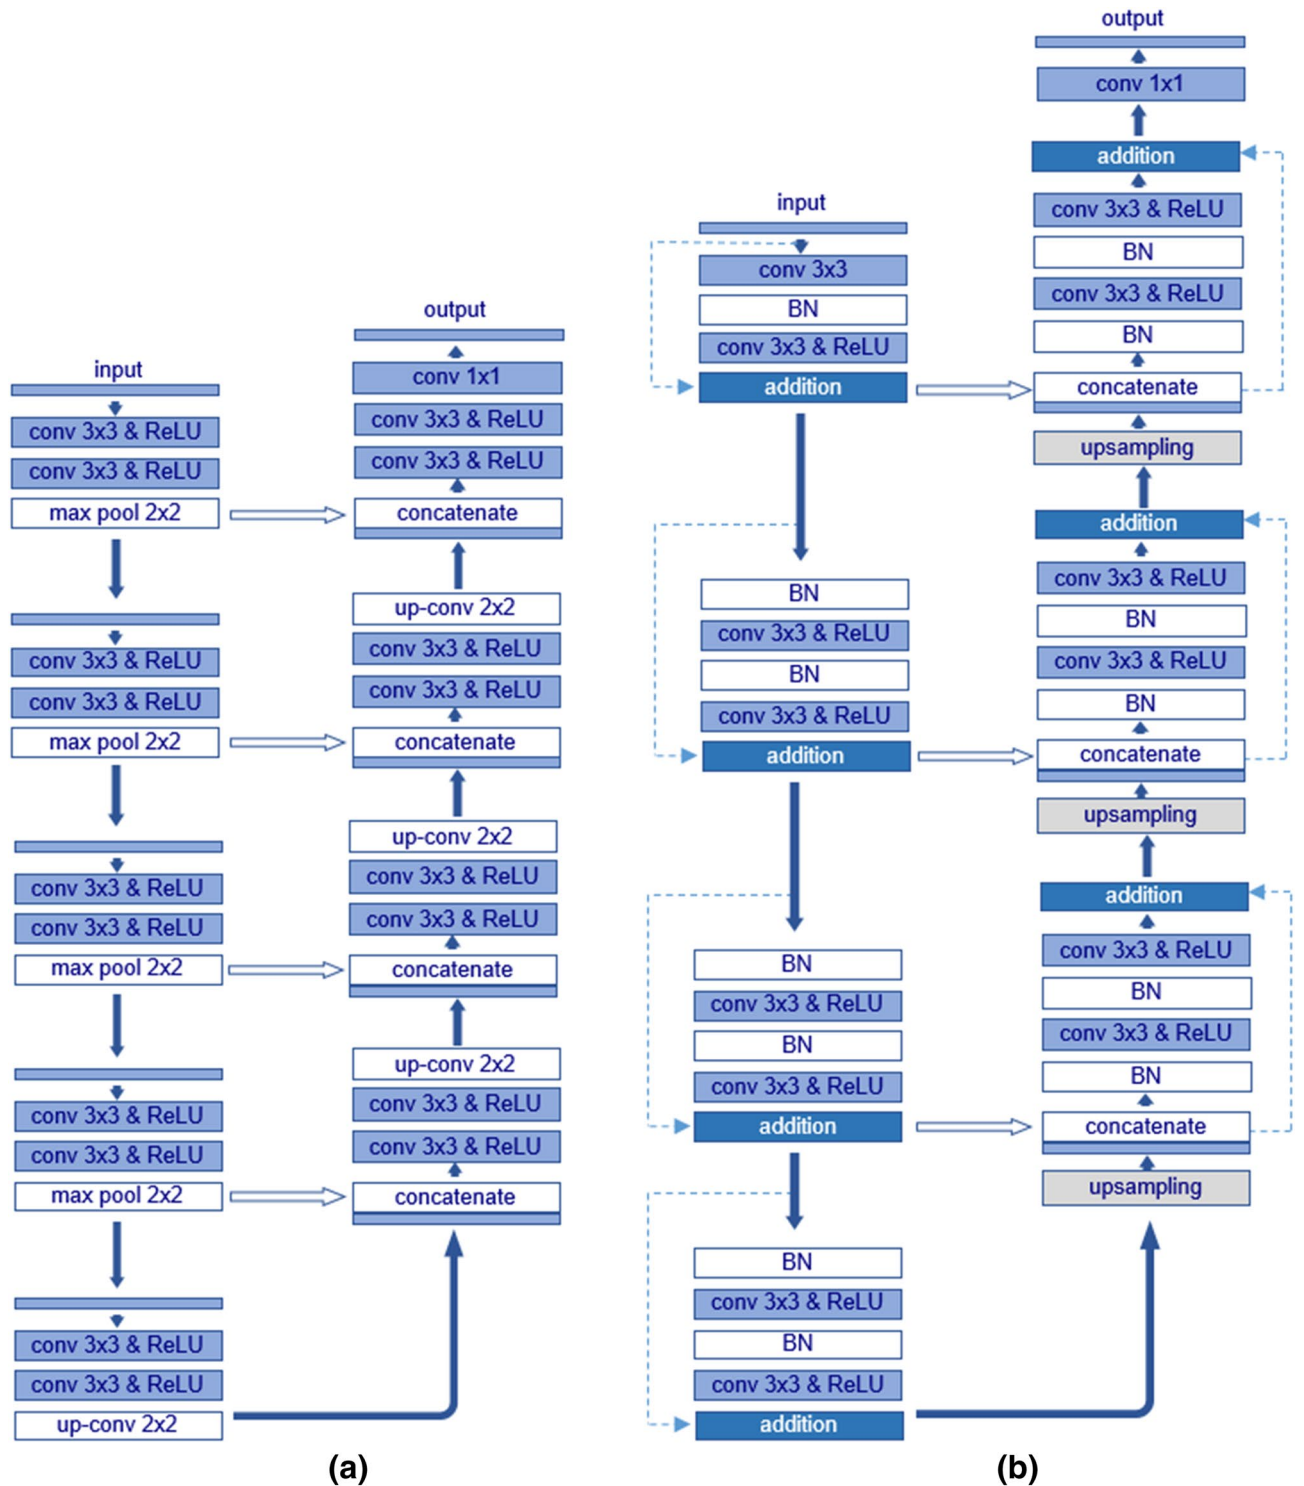 input
conv 3x3 & ReLU
conv 3x3 & ReLU
max pool 2x2
conv 3x3 & ReLU
conv 3x3 & ReLU
max pool 2x2
conv 3x3 & ReLU
conv 3x3 & ReLU
max pool 2x2
conv 3x3 & ReLU
conv 3x3 & ReLU
max pool 2x2
conv 3x3 & ReLU
conv 3x3 & ReLU
up-conv 2x2
output
conv 1x1
conv 3x3 & ReLU
conv 3x3 & ReLU
concatenate
up-conv 2x2
conv 3x3 & ReLU
conv 3x3 & ReLU
concatenate
up-conv 2x2
conv 3x3 & ReLU
conv 3x3 & ReLU
concatenate
up-conv 2x2
conv 3x3 & ReLU
conv 3x3 & ReLU
concatenate
(a)
input
conv 3x3
BN
conv 3x3 & ReLU
addition
BN
conv 3x3 & ReLU
BN
conv 3x3 & ReLU
addition
BN
conv 3x3 & ReLU
BN
conv 3x3 & ReLU
addition
BN
conv 3x3 & ReLU
BN
conv 3x3 & ReLU
addition
output
conv 1x1
addition
conv 3x3 & ReLU
BN
conv 3x3 & ReLU
BN
concatenate
upsampling
addition
conv 3x3 & ReLU
BN
conv 3x3 & ReLU
BN
concatenate
upsampling
addition
conv 3x3 & ReLU
BN
conv 3x3 & ReLU
BN
concatenate
upsampling
(b)